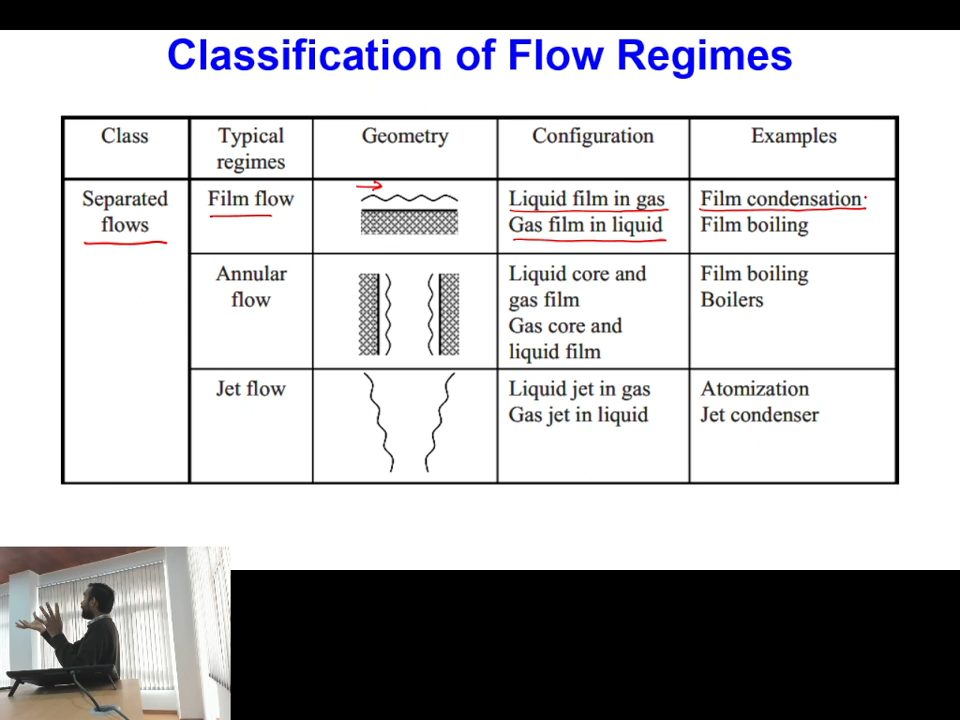 Classification of Flow Regimes
Class
Typical
regimes
Geometry
Configuration
Examples
Separated
flows
Film flow
Liquid film in gas
Gas film in liquid
Film condensation
Film boiling
Annular
flow
Liquid core and
gas film
Gas core and
liquid film
Film boiling
Boilers
Jet flow
Liquid jet in gas
Gas jet in liquid
Atomization
Jet condenser